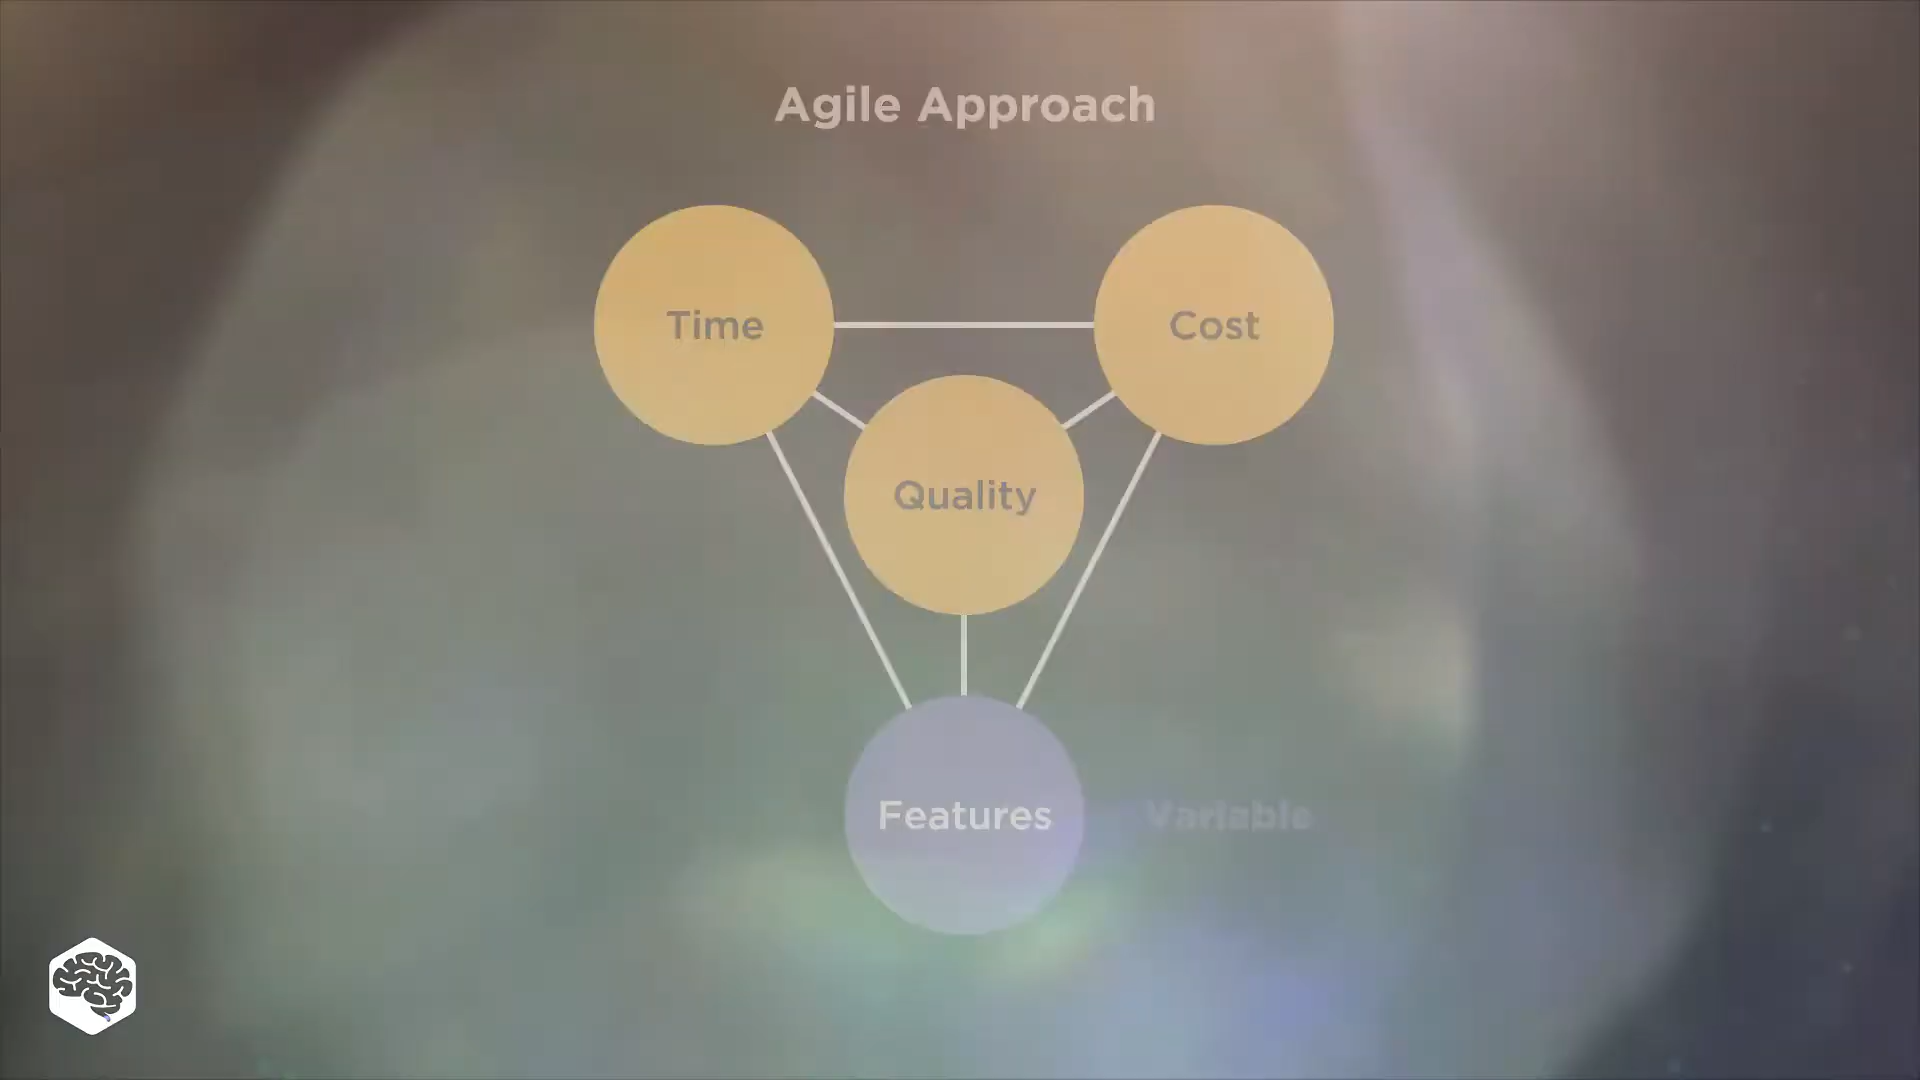 Agile Approach
Time
Cost
Quality
Features
Variable